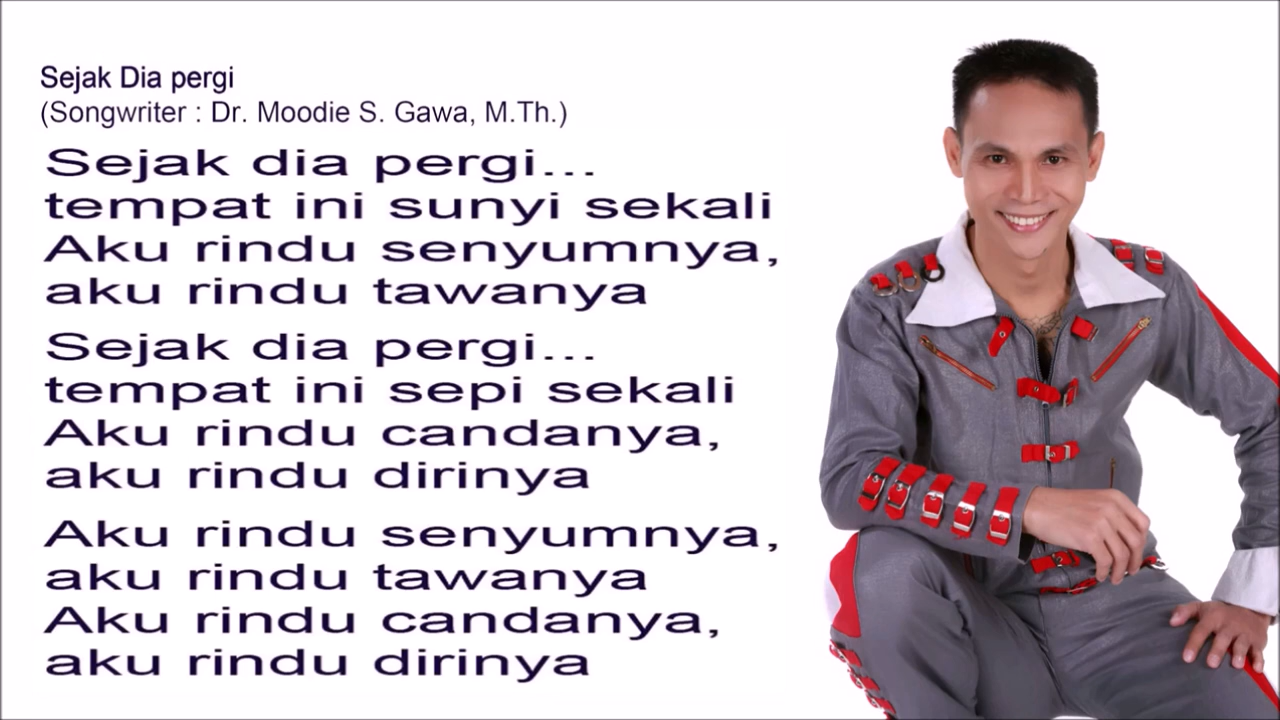 Sejak Dia pergi
(Songwriter : Dr. Moodie S. Gawa, M.Th.)
Sejak dia pergi...
tempat ini sunyi sekali
Aku rindu senyumnya,
aku rindu tawanya
Sejak dia pergi...
tempat ini sepi sekali
Aku rindu candanya,
aku rindu dirinya
Aku rindu senyumnya,
aku rindu tawanya
Aku rindu candanya,
aku rindu dirinya